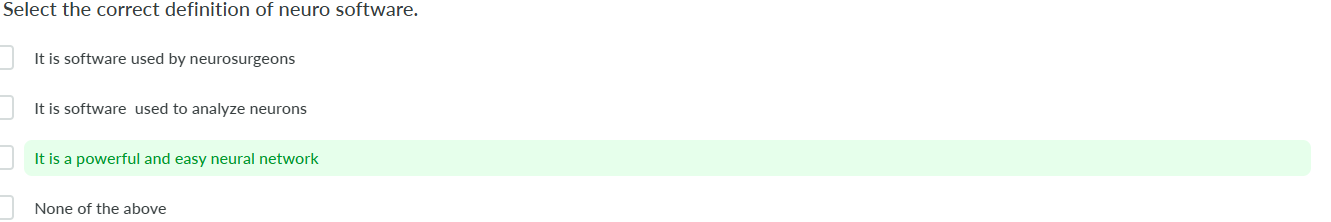 Select the correct definition of neuro software.
It is software used by neurosurgeons
It is software  used to analyze neurons
It is a powerful and easy neural network
None of the above